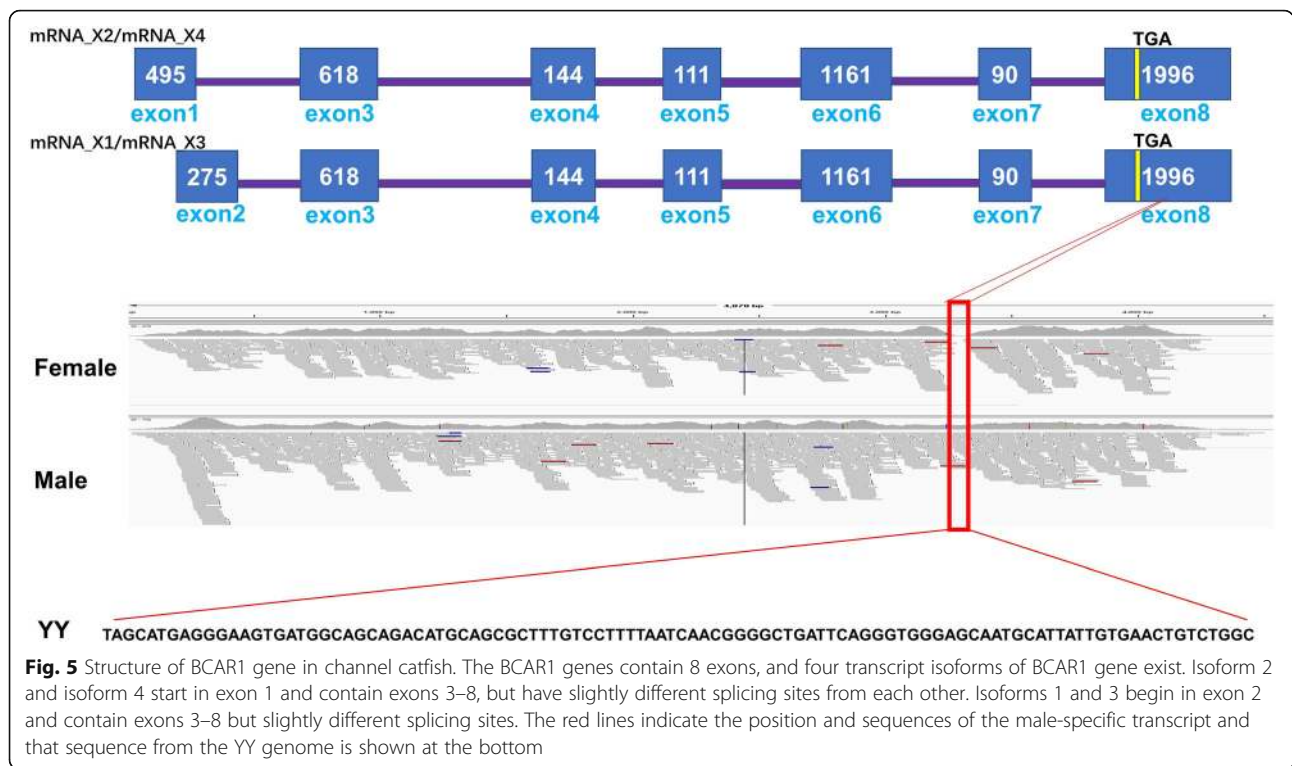 mRNA_X2/mRNA_X4
TGA
495 618 144 111 1161 90 1996
exon1 exon3 exon4 exon5 exon6 exon7 exon8
mRNA_X1/mRNA_X3
TGA
275 618 144 111 1161 90 1996
exon2 exon3 exon4 exon5 exon6 exon7 exon8
Female
Male
YY TAGCATGAGGGAAGTGATGGCAGCAGACATGCAGCGCTTTGTCCTTTTAATCAACGGGGCTGATTCAGGGTGGGAGCAATGCATTATTGTGAACTGTCTGGC
Fig. 5 Structure of BCAR1 gene in channel catfish. The BCAR1 genes contain 8 exons, and four transcript isoforms of BCAR1 gene exist. Isoform 2
and isoform 4 start in exon 1 and contain exons 3–8, but have slightly different splicing sites from each other. Isoforms 1 and 3 begin in exon 2
and contain exons 3–8 but slightly different splicing sites. The red lines indicate the position and sequences of the male-specific transcript and
that sequence from the YY genome is shown at the bottom